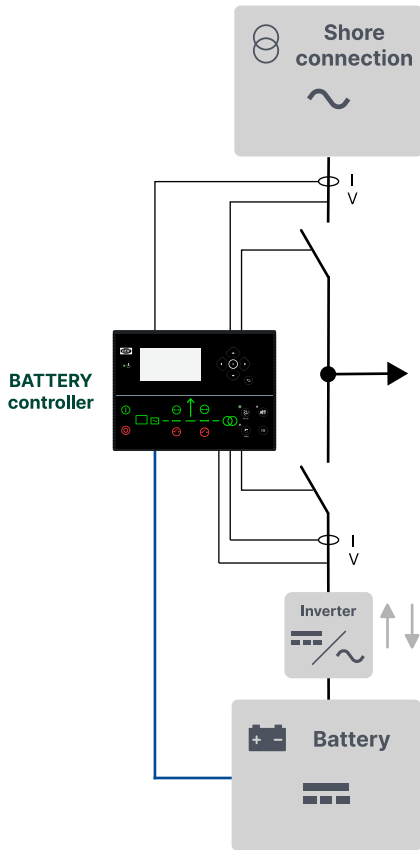 Shore
connection
I
V
BATTERY
controller
I
V
Inverter
Battery